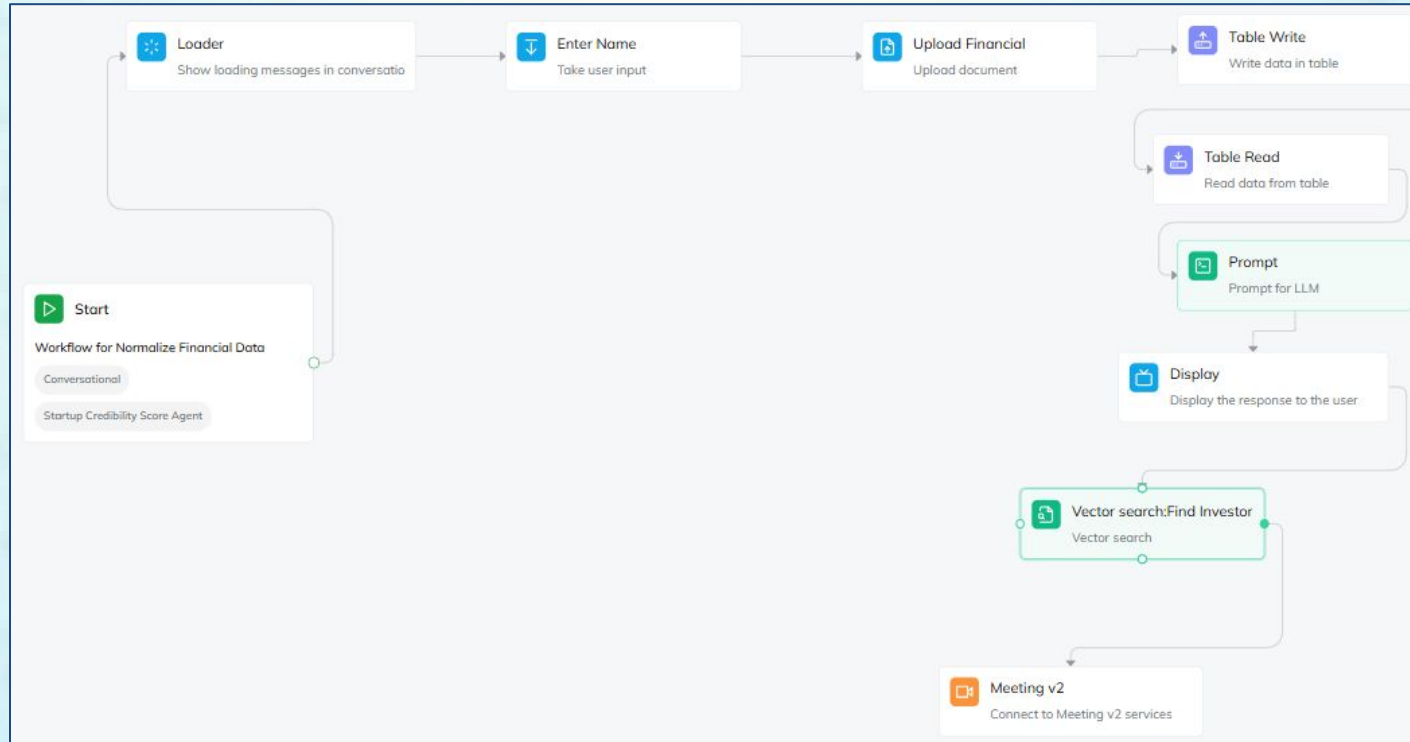 Loader
Show loading messages in conversatio
Enter Name
Take user input
Upload Financial
Upload document
Table Write
Write data in table
Table Read
Read data from table
Prompt
Prompt for LLM
Start
Workflow for Normalize Financial Data
Conversational
Startup Credibility Score Agent
Display
Display the response to the user
Vector search:Find Investor
Vector search
Meeting v2
Connect to Meeting v2 services